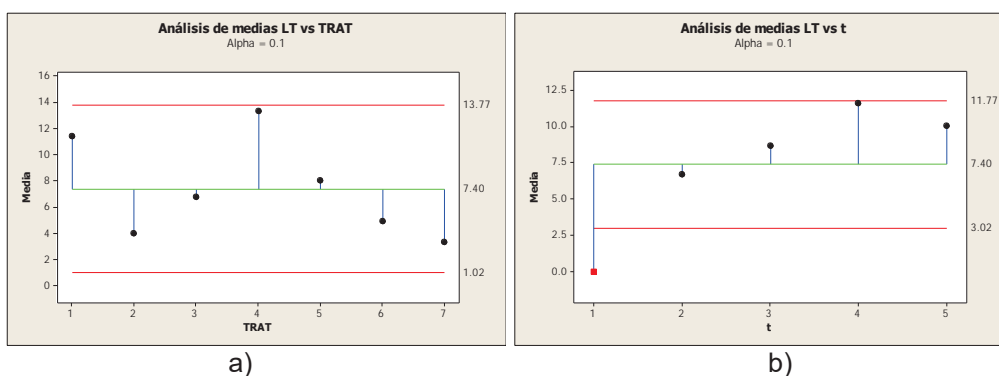 Análisis de medias LT vs TRAT
Alpha = 0.1
16
14
12
10
8
6
4
2
0
Media
13.77
7.40
1.02
1 2 3 4 5 6 7
TRAT
a)
Análisis de medias LT vs t
Alpha = 0.1
12.5
10.0
7.5
5.0
2.5
0.0
Media
11.77
7.40
3.02
1 2 3 4 5
t
b)